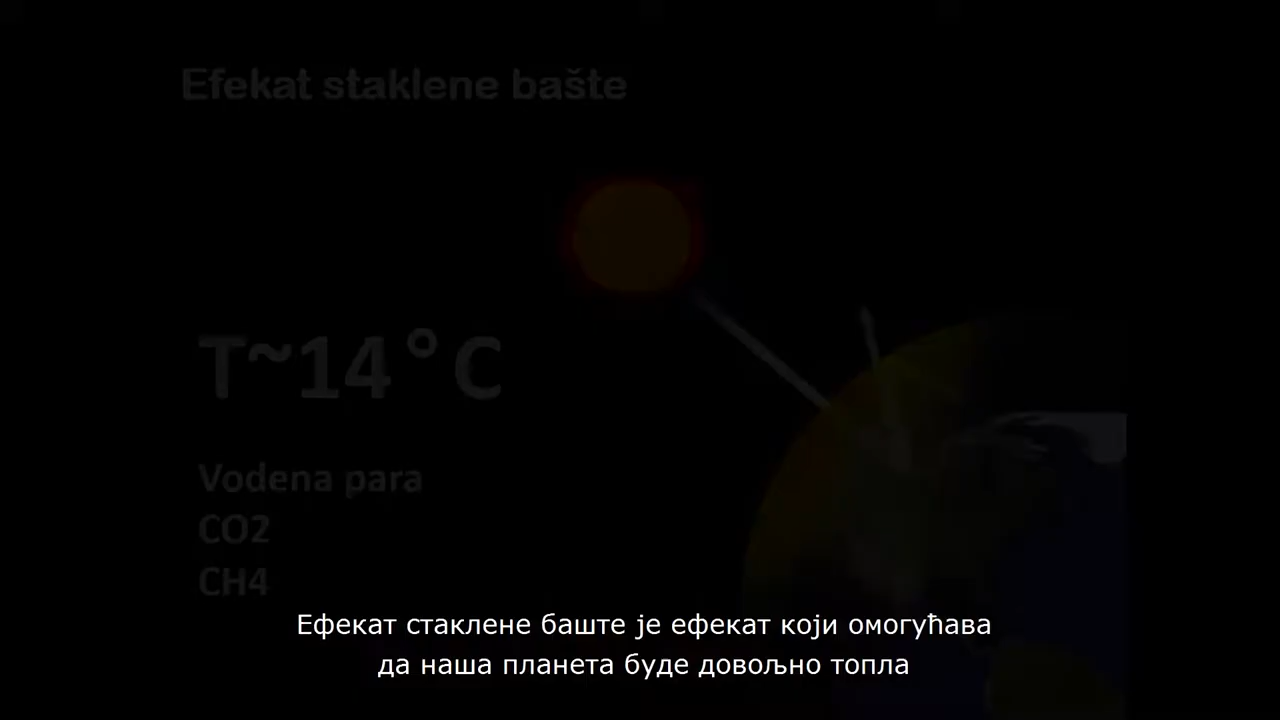 Efekat staklene bašte
T~14°C
Vodena para
CO2
CH4
Ефекат стаклене баште је ефекат који омогућава
да наша планета буде довољно топла